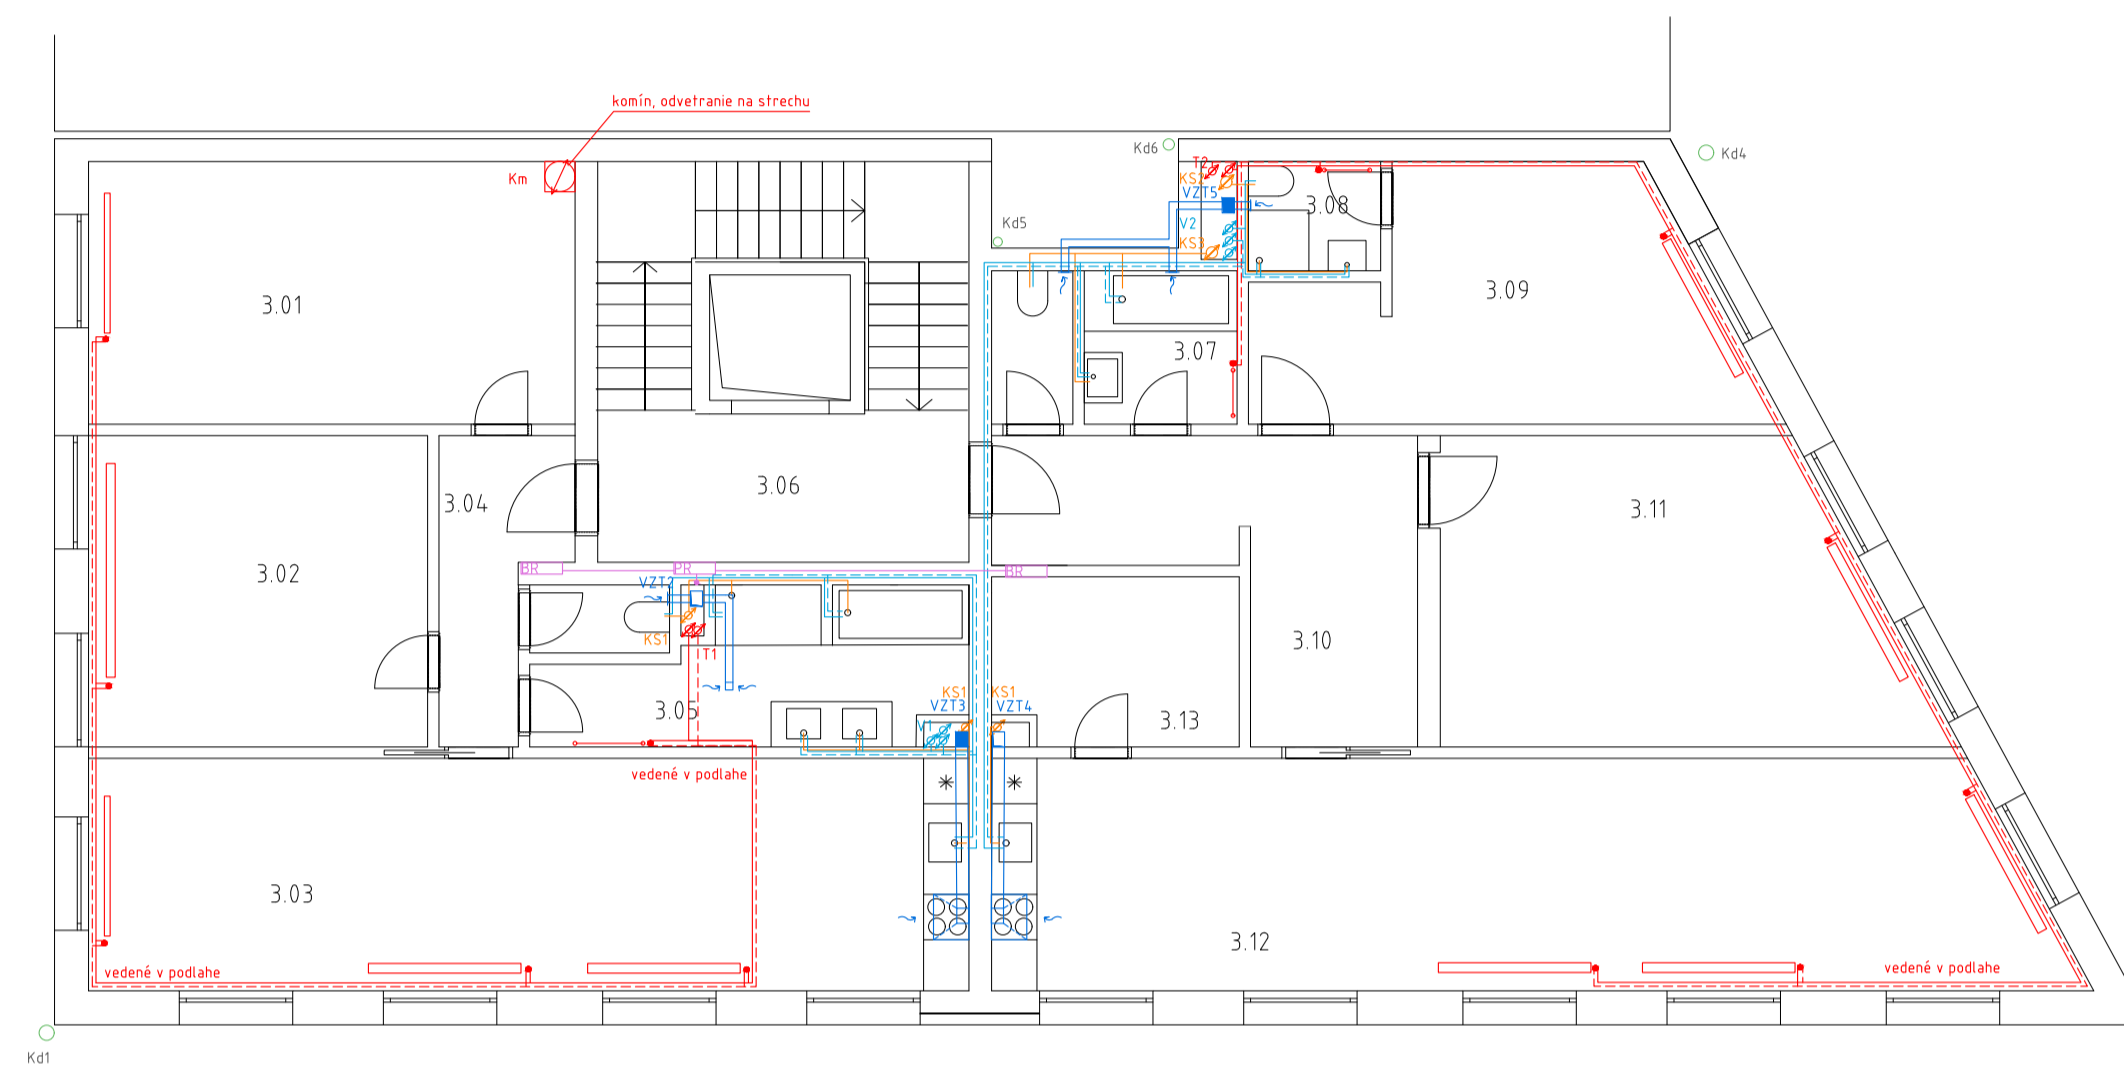 komín, odvetranie na strechu
Km
Kd6
Kd4
T2
KS2
VZT5
3.08
V2
KS3
Kd5
3.01
3.09
3.07
3.06
3.04
3.11
3.02
BR
PR
BR
VZT2
KS1
T1
3.10
3.05
KS1
KS1
VZT3
VZT4
V1
3.13
vedené v podlahe
3.03
3.12
vedené v podlahe
vedené v podlahe
Kd1